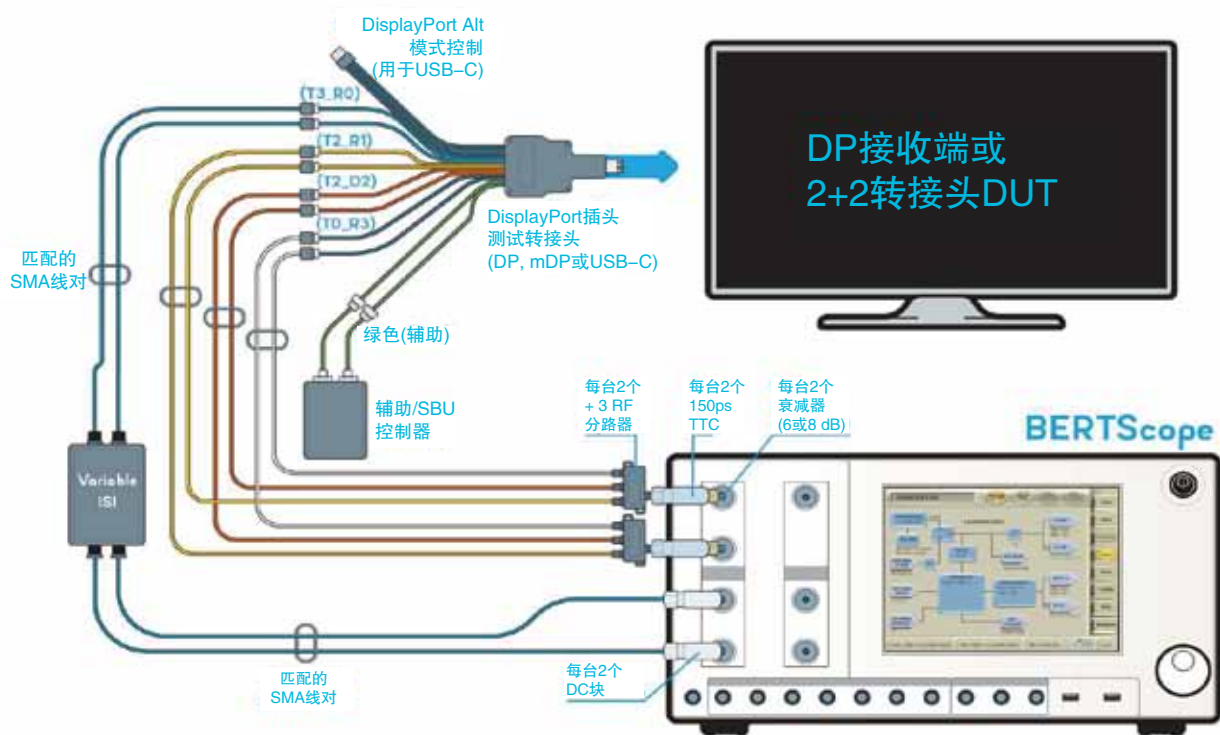 DisplayPort Alt
模式控制
(用于USB–C)
(T3_R0)
(T2_R1)
(T2_D2)
(T0_R3)
DisplayPort插头
测试转接头
(DP, mDP或USB–C)
DP接收端或
2+2转接头DUT
匹配的
SMA线对
绿色(辅助)
辅助/SBU
控制器
每台2个
+ 3 RF
分路器
每台2个
150ps
TTC
每台2个
衰减器
(6或8 dB)
BERTScope
Variable
ISI
每台2个
DC块
匹配的
SMA线对